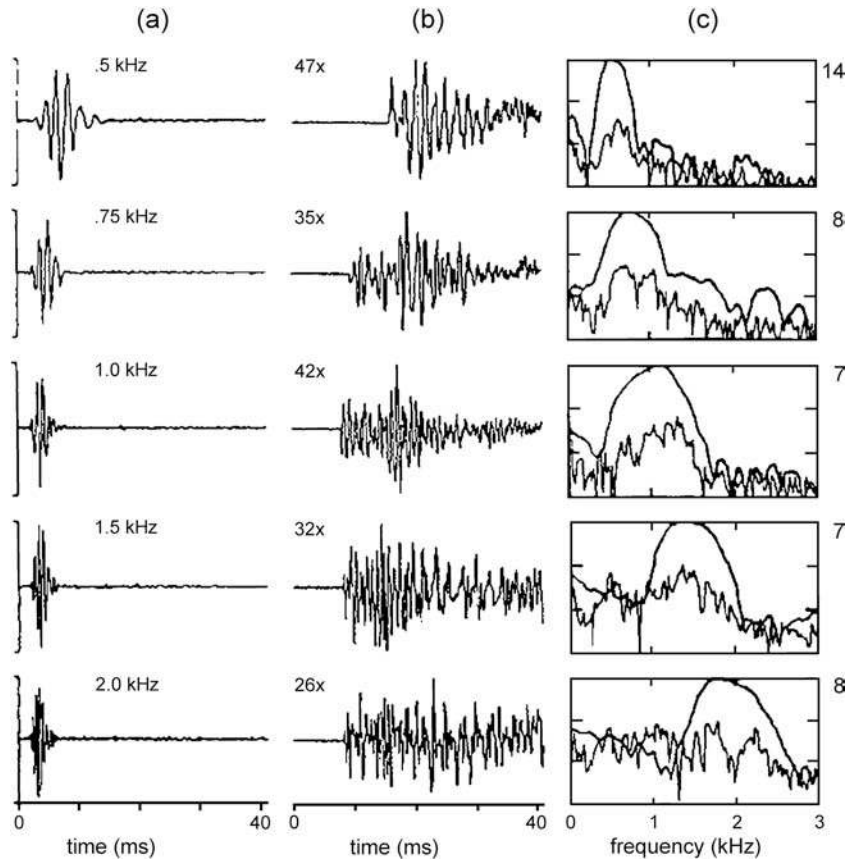 (a) (b) (c)
.5 kHz 47x 14
.75 kHz 35x 8
1.0 kHz 42x 7
1.5 kHz 32x 7
2.0 kHz 26x 8
0 40 0 40 0 1 2 3
time (ms) time (ms) frequency (kHz)